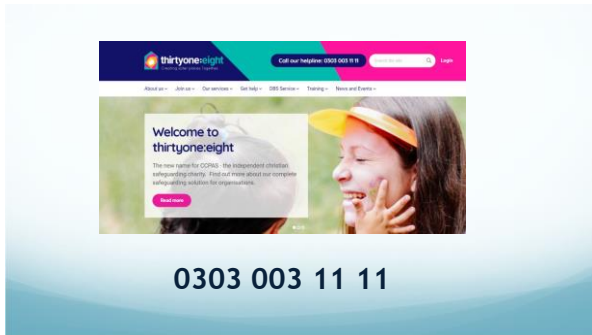 thirtyone:eight
Creating safer places. Together.
Call our helpline: 0303 003 11 11
Search the site
Login
About us
Join us
Our services
Get help
DBS Service
Training
News and Events
Welcome to
thirtyone:eight
The new name for CCPAS - the independent christian
safeguarding charity. Find out more about our complete
safeguarding solution for organisations.
Read more
0303 003 11 11